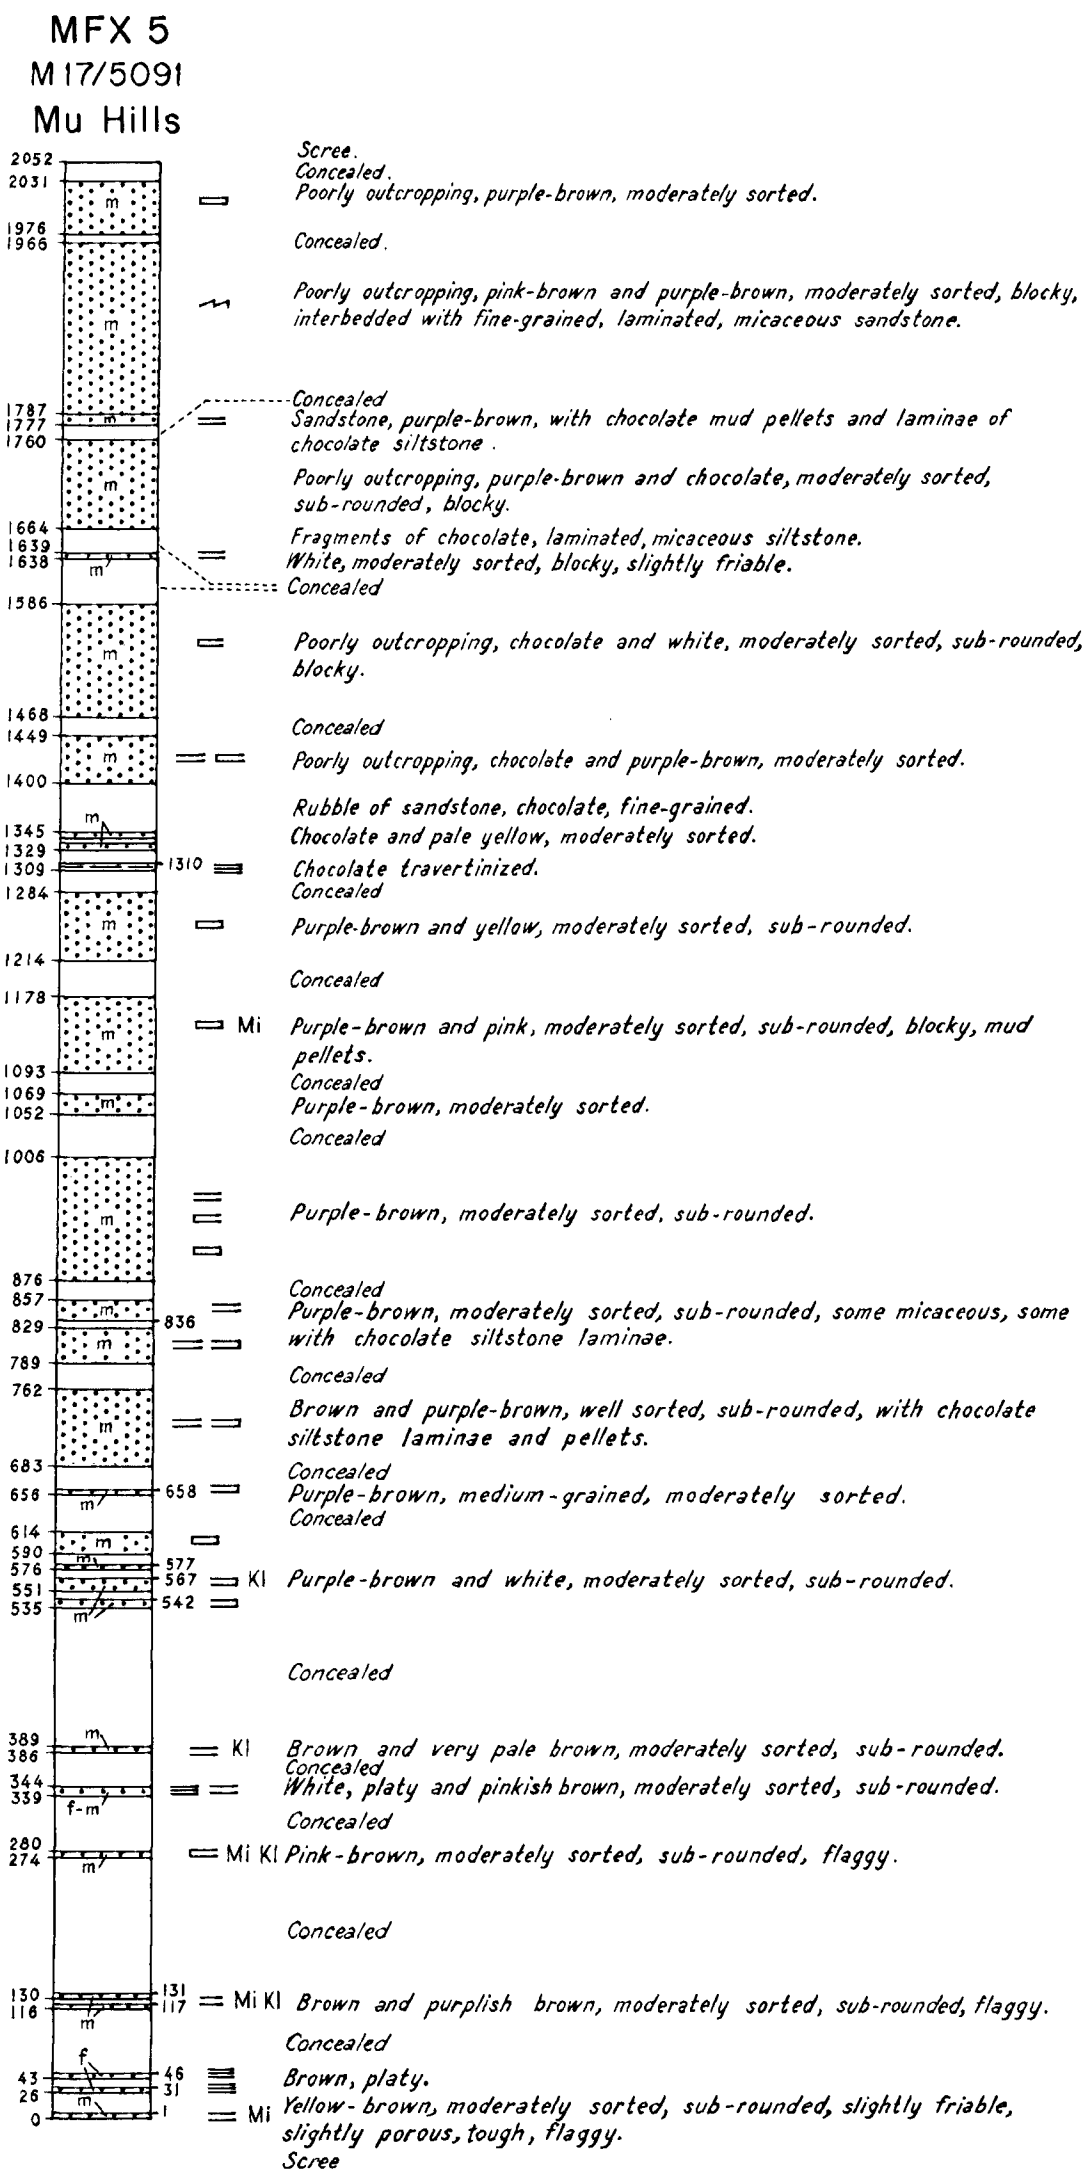 MFX 5
M17/5091
Mu Hills
Scree.
2052
Concealed.
2031
Poorly outcropping, purple-brown, moderately sorted.
m
1976
1966
Concealed.
Poorly outcropping, pink-brown and purple-brown, moderately sorted, blocky,
interbedded with fine-grained, laminated, micaceous sandstone.
m
Concealed
1787
m
Sandstone, purple-brown, with chocolate mud pellets and laminae of
1777
chocolate siltstone.
1760
Poorly outcropping, purple-brown and chocolate, moderately sorted,
m
sub-rounded, blocky.
1664
Fragments of chocolate, laminated, micaceous siltstone.
1639
White, moderately sorted, blocky, slightly friable.
1638
m
Concealed
1586
Poorly outcropping, chocolate and white, moderately sorted, sub-rounded,
m
blocky.
1468
Concealed
1449
m
Poorly outcropping, chocolate and purple-brown, moderately sorted.
1400
Rubble of sandstone, chocolate, fine-grained.
m
1345
Chocolate and pale yellow, moderately sorted.
1329
1310
1309
Chocolate travertinized.
1284
Concealed
m
Purple-brown and yellow, moderately sorted, sub-rounded.
1214
Concealed
1178
m
Mi
Purple-brown and pink, moderately sorted, sub-rounded, blocky, mud
pellets.
1093
Concealed
1069
m
Purple-brown, moderately sorted.
1052
Concealed
1006
m
Purple-brown, moderately sorted, sub-rounded.
876
Concealed
857
m
Purple-brown, moderately sorted, sub-rounded, some micaceous, some
836
829
with chocolate siltstone laminae.
m
789
Concealed
762
Brown and purple-brown, well sorted, sub-rounded, with chocolate
m
siltstone laminae and pellets.
683
Concealed
656
658
Purple-brown, medium-grained, moderately sorted.
m
Concealed
614
m
590
m
577
576
567
Kl
Purple-brown and white, moderately sorted, sub-rounded.
551
542
535
m
Concealed
389
m
386
Kl
Brown and very pale brown, moderately sorted, sub-rounded.
Concealed
344
White, platy and pinkish brown, moderately sorted, sub-rounded.
339
f-m
Concealed
280
274
m
Mi Kl
Pink-brown, moderately sorted, sub-rounded, flaggy.
Concealed
131
130
117
116
m
Mi Kl
Brown and purplish brown, moderately sorted, sub-rounded, flaggy.
Concealed
f
46
43
Brown, platy.
31
26
m
1
0
Mi
Yellow-brown, moderately sorted, sub-rounded, slightly friable,
slightly porous, tough, flaggy.
Scree